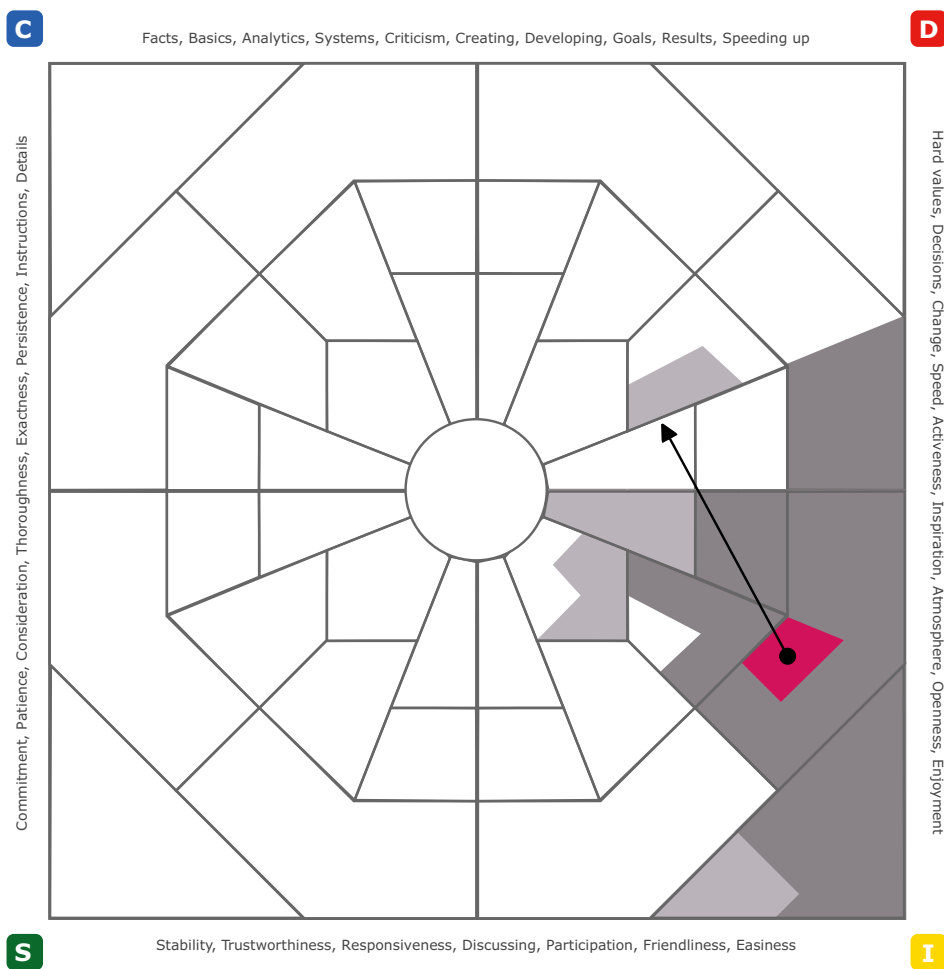 C
Facts, Basics, Analytics, Systems, Criticism, Creating, Developing, Goals, Results, Speeding up
D
Commitment, Patience, Consideration, Thoroughness, Exactness, Persistence, Instructions, Details
Hard values, Decisions, Change, Speed, Activeness, Inspiration, Atmosphere, Openness, Enjoyment
S
Stability, Trustworthiness, Responsiveness, Discussing, Participation, Friendliness, Easiness
I